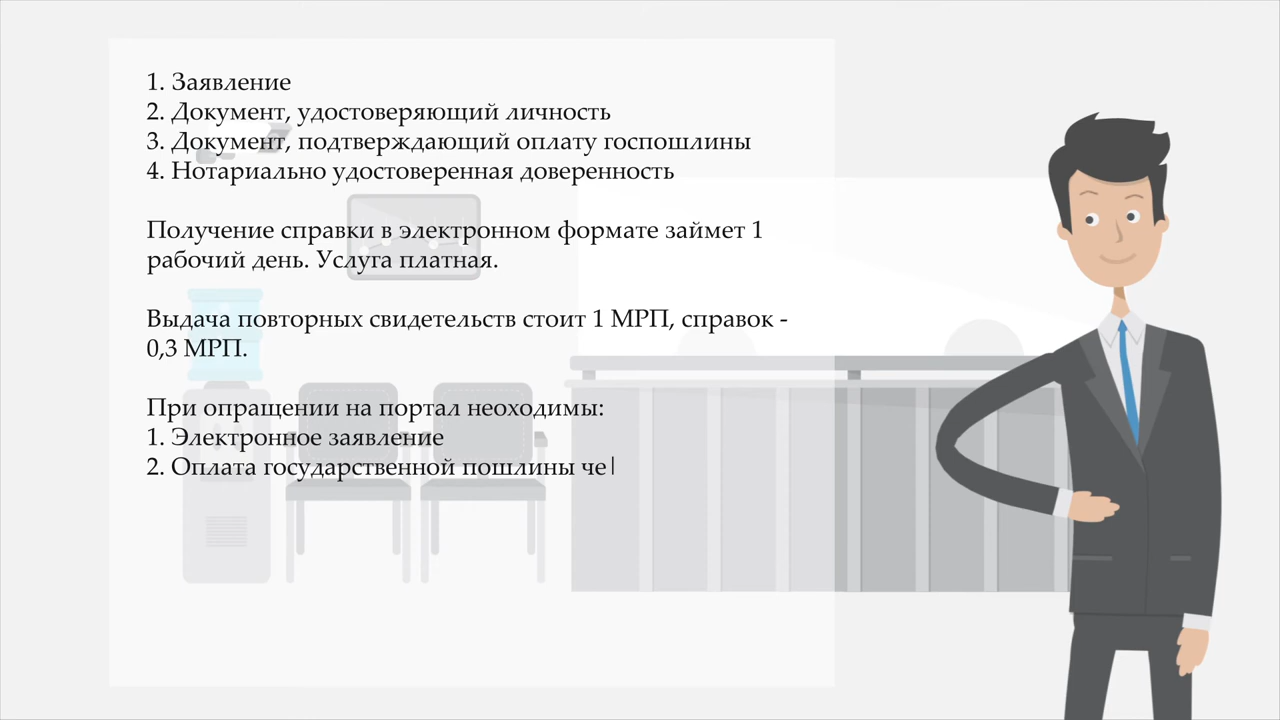 1. Заявление
2. Документ, удостоверяющий личность
3. Документ, подтверждающий оплату госпошлины
4. Нотариально удостоверенная доверенность
Получение справки в электронном формате займет 1
рабочий день. Услуга платная.
Выдача повторных свидетельств стоит 1 МРП, справок -
0,3 МРП.
При опращении на портал неоходимы:
1. Электронное заявление
2. Оплата государственной пошлины че|